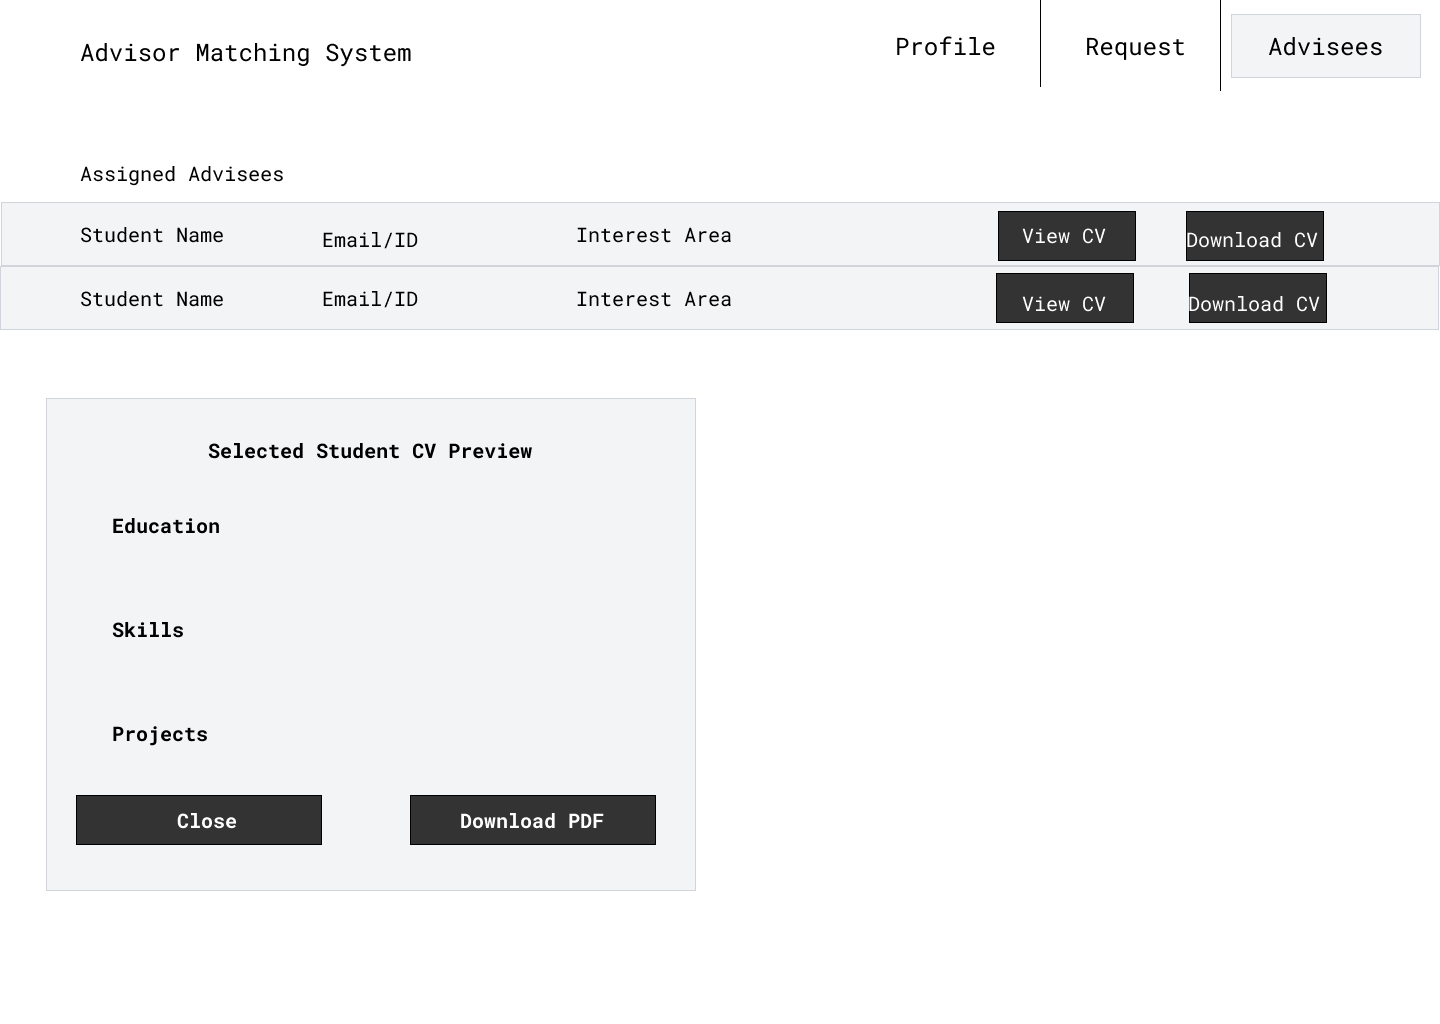 Advisor Matching System
Profile
Request
Advisees
Assigned Advisees
Student Name Email/ID Interest Area View CV Download CV
Student Name Email/ID Interest Area View CV Download CV
Selected Student CV Preview
Education
Skills
Projects
Close Download PDF